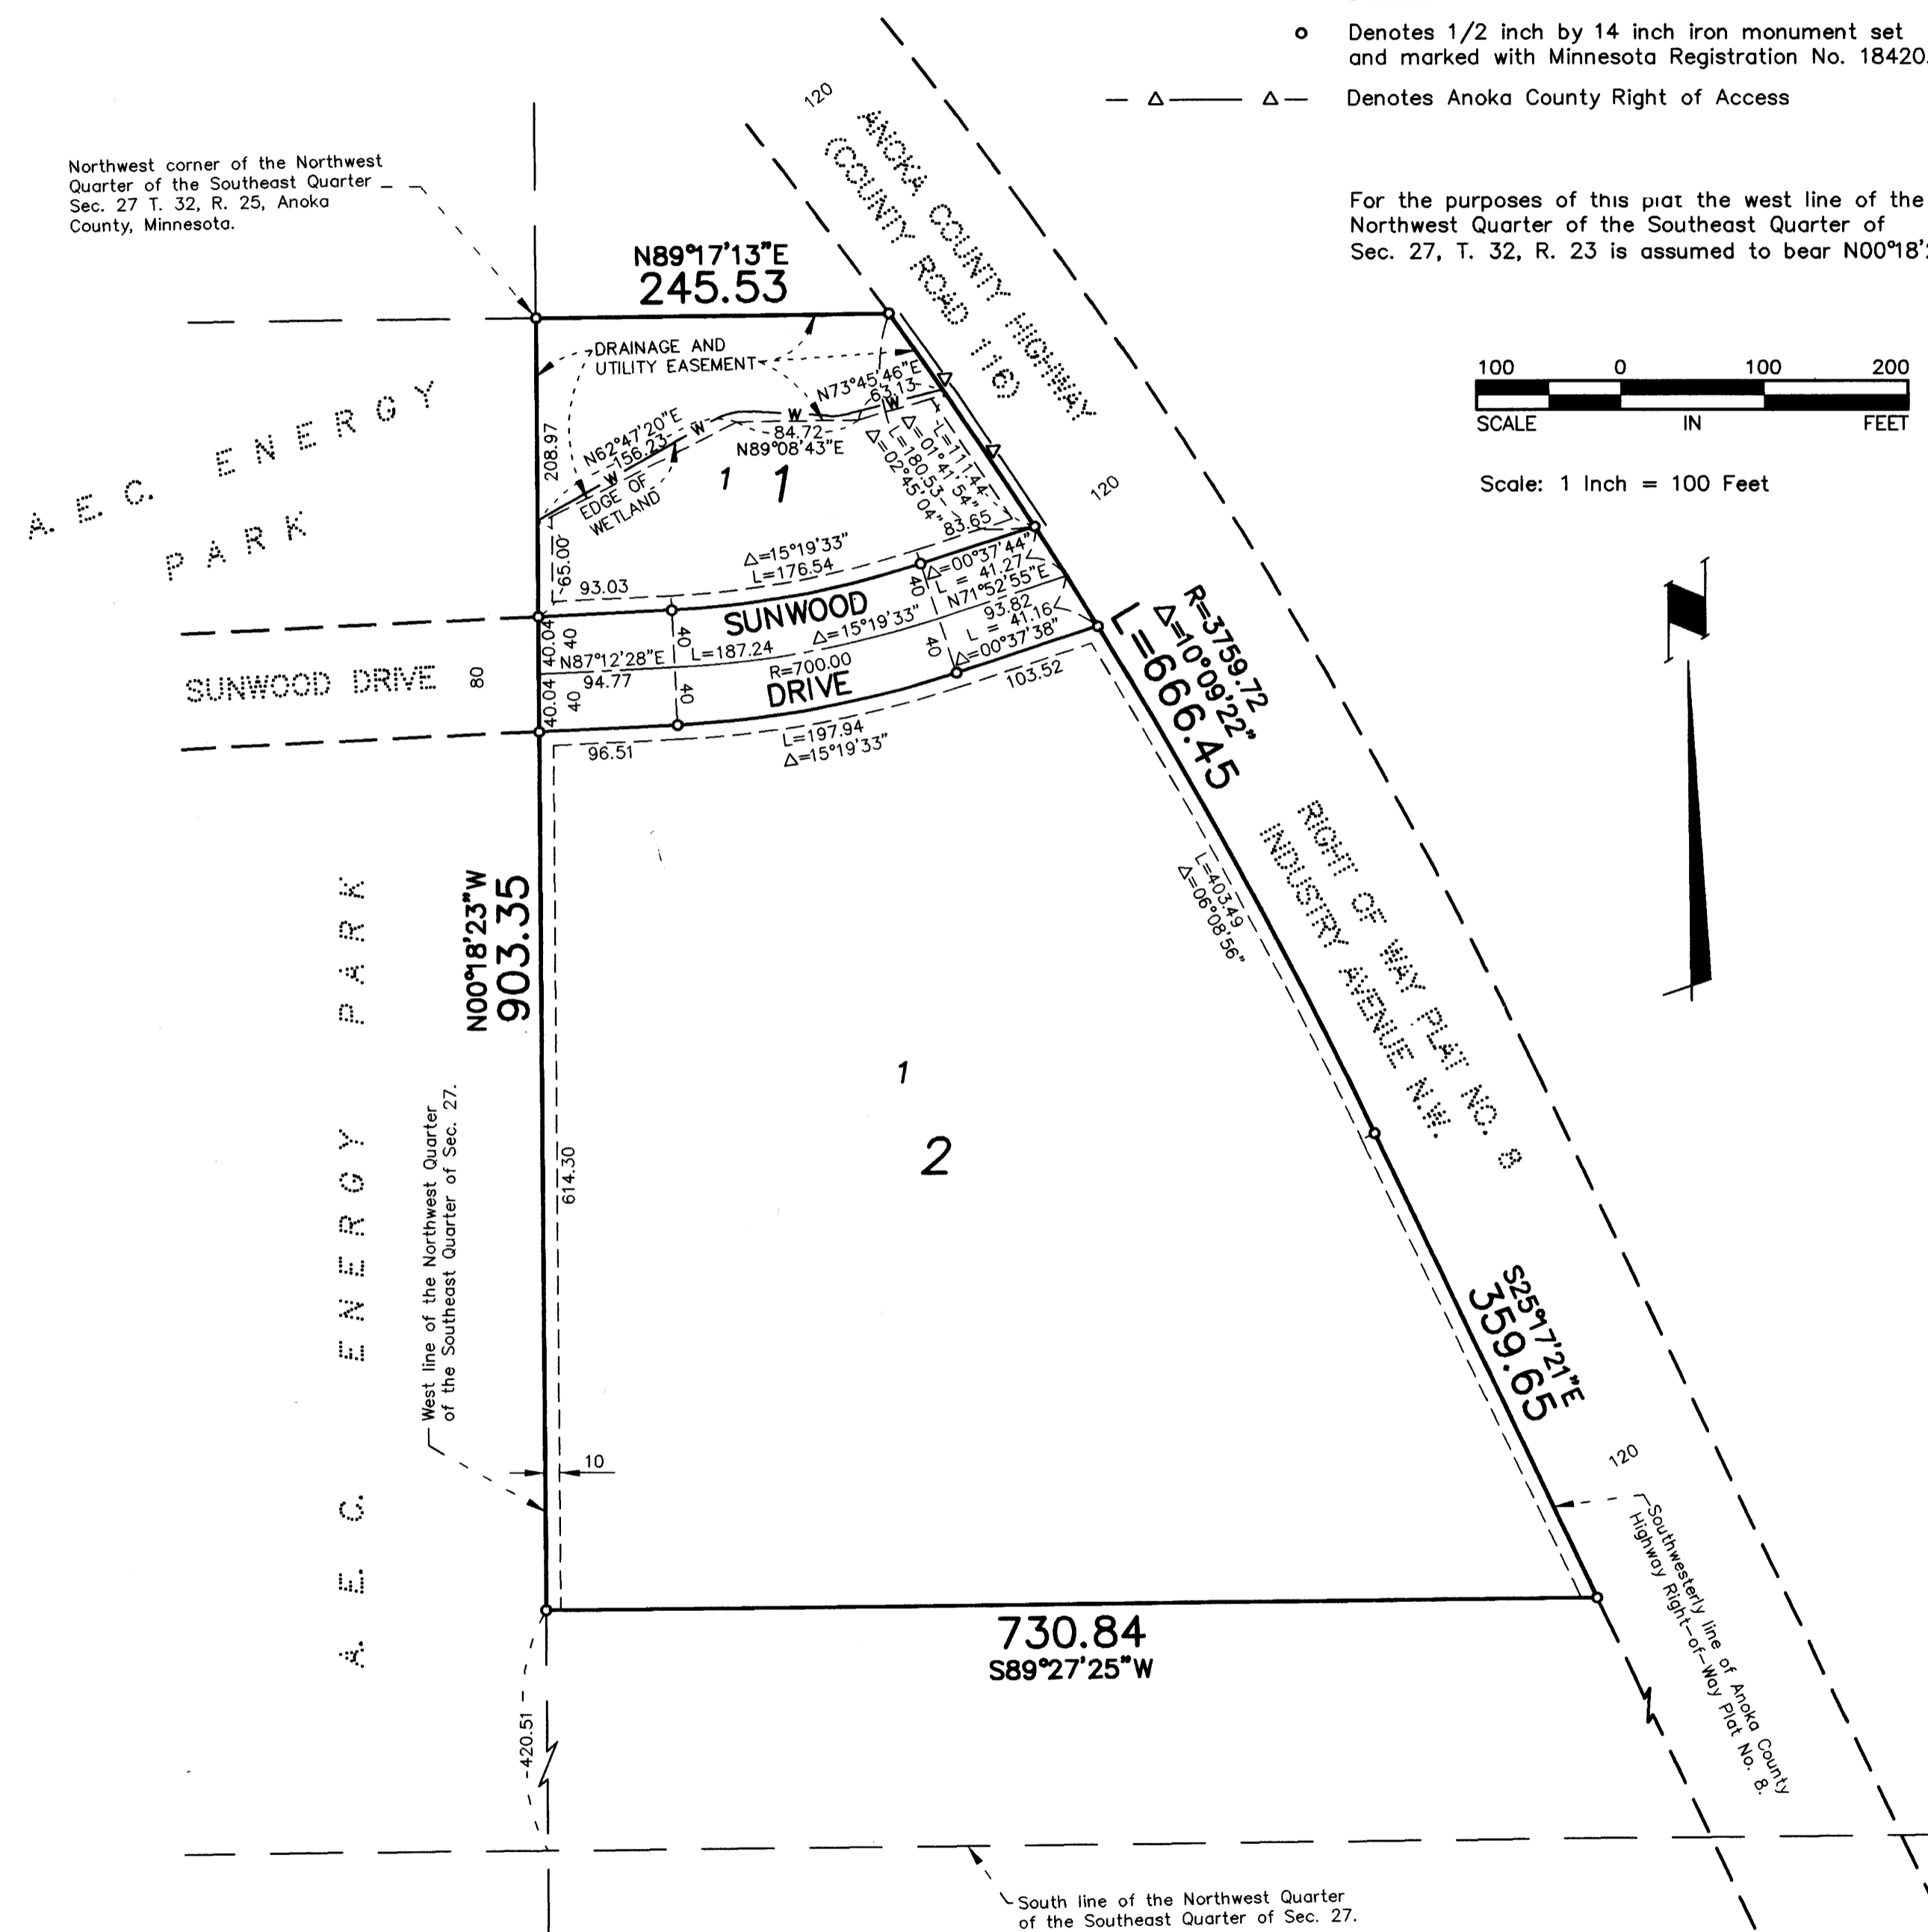 Denotes 1/2 inch by 14 inch iron monument set
and marked with Minnesota Registration No. 18420.
Denotes Anoka County Right of Access
For the purposes of this plat the west line of the
Northwest Quarter of the Southeast Quarter of
Sec. 27, T. 32, R. 23 is assumed to bear N00°18'
100 0 100 200
SCALE IN FEET
Scale: 1 Inch = 100 Feet
Northwest corner of the Northwest
Quarter of the Southeast Quarter
Sec. 27 T. 32, R. 25, Anoka
County, Minnesota.
120
ANOKA COUNTY HIGHWAY
(COUNTY ROAD 116)
120
N89°17'13"E
245.53
A. E. C. ENERGY
PARK
DRAINAGE AND
UTILITY EASEMENT
208.97
N62°47'20"E
156.23
W
W
W
W
EDGE OF
WETLAND
84.72
N89°08'43"E
N73°45'46"E
63.13
L=111.44
Δ=01°41'54"
L=180.53
Δ=02°45'04"
1
1
83.65
65.00
93.03
Δ=15°19'33"
L=176.54
Δ=00°37'44"
L = 41.27
N71°52'55"E
93.82
L = 41.16
Δ=00°37'38"
SUNWOOD
DRIVE
40
40
40
40
40
40
40.04
40.04
N87°12'28"E
94.77
L=187.24
Δ=15°19'33"
R=700.00
SUNWOOD DRIVE
80
96.51
L=197.94
Δ=15°19'33"
103.52
R=3759.72
Δ=10°09'22"
L=666.45
L=403.49
Δ=06°08'56"
RIGHT OF WAY PLAT NO. 8
INDUSTRY AVENUE N.W.
N00°18'23"W
903.35
A. E. C. ENERGY PARK
West line of the Northwest Quarter
of the Southeast Quarter of Sec. 27.
614.30
1
2
10
S25°17'21"E
359.65
120
Southwesterly line of Anoka County
Highway Right-of-Way Plat No. 8.
730.84
S89°27'25"W
420.51
South line of the Northwest Quarter
of the Southeast Quarter of Sec. 27.